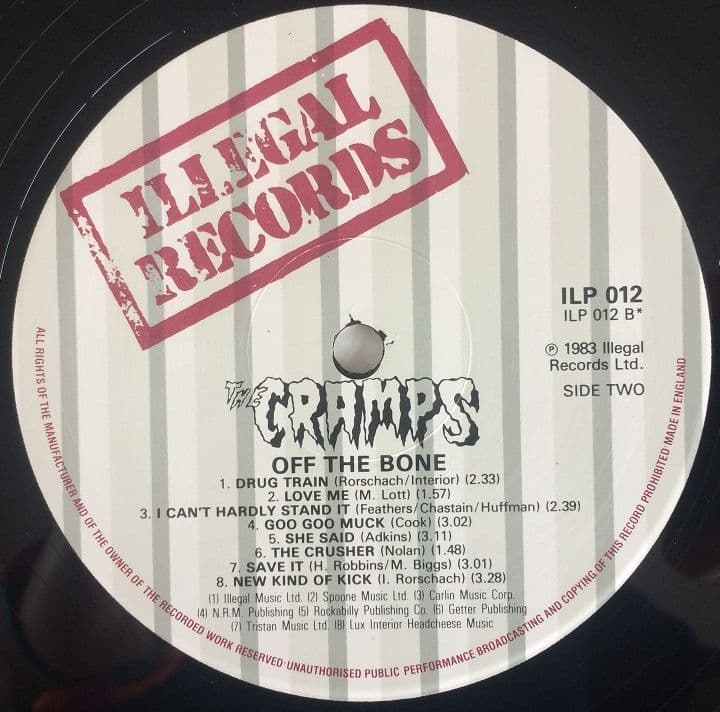 ILLEGAL
RECORDS
ILP 012
ILP 012 B*
℗ 1983 Illegal
Records Ltd.
SIDE TWO
THE CRAMPS
OFF THE BONE
1. DRUG TRAIN (Rorschach/Interior) (2.33)
2. LOVE ME (M. Lott) (1.57)
3. I CAN'T HARDLY STAND IT (Feathers/Chastain/Huffman) (2.39)
4. GOO GOO MUCK (Cook) (3.02)
5. SHE SAID (Adkins) (3.11)
6. THE CRUSHER (Nolan) (1.48)
7. SAVE IT (H. Robbins/M. Biggs) (3.01)
8. NEW KIND OF KICK (I. Rorschach) (3.28)
(1) Illegal Music Ltd. (2) Spoone Music Ltd. (3) Carlin Music Corp.
(4) N.R.M. Publishing (5) Rockabilly Publishing Co. (6) Getter Publishing
(7) Tristan Music Ltd. (8) Lux Interior Headcheese Music
ALL RIGHTS OF THE MANUFACTURER AND OF THE OWNER OF THE RECORDED WORK RESERVED·UNAUTHORISED PUBLIC PERFORMANCE BROADCASTING AND COPYING OF THIS RECORD PROHIBITED·MADE IN ENGLAND